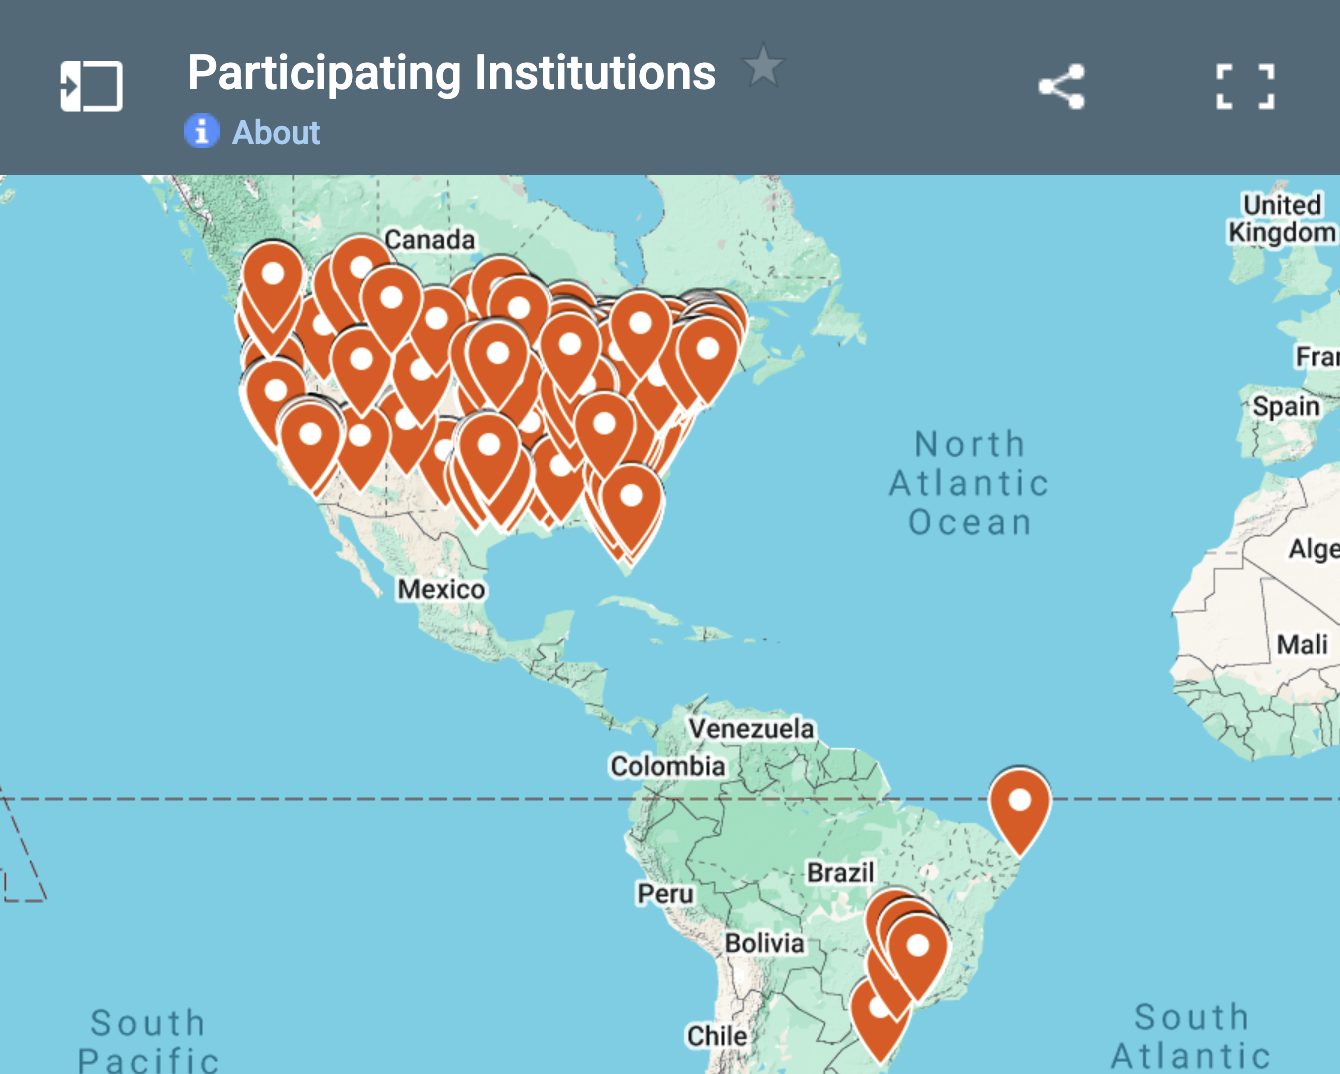 Participating Institutions
About
Canada
United
Kingdom
Fra
Spain
North
Atlantic
Ocean
Alge
Mexico
Mali
Venezuela
Colombia
Brazil
Peru
Bolivia
South
Pacific
Chile
South
Atlantic